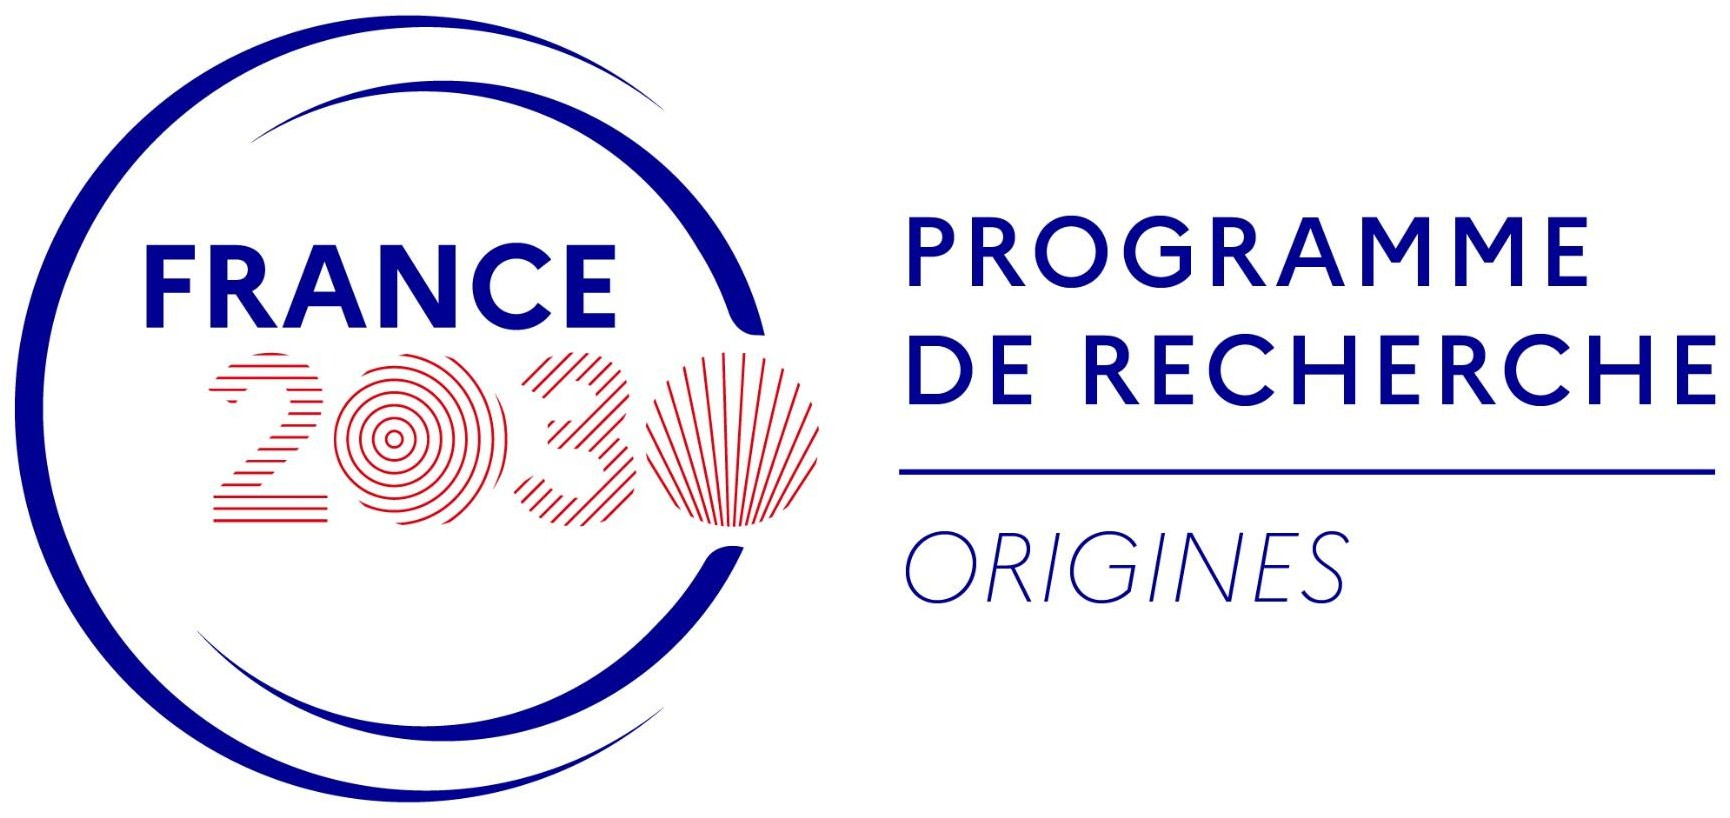 FRANCE
2030
PROGRAMME
DE RECHERCHE
ORIGINES